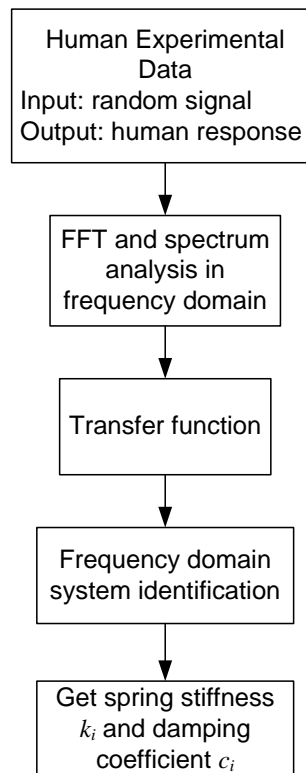 Human Experimental
Data
Input: random signal
Output: human response
FFT and spectrum
analysis in
frequency domain
Transfer function
Frequency domain
system identification
Get spring stiffness
kᵢ and damping
coefficient cᵢ